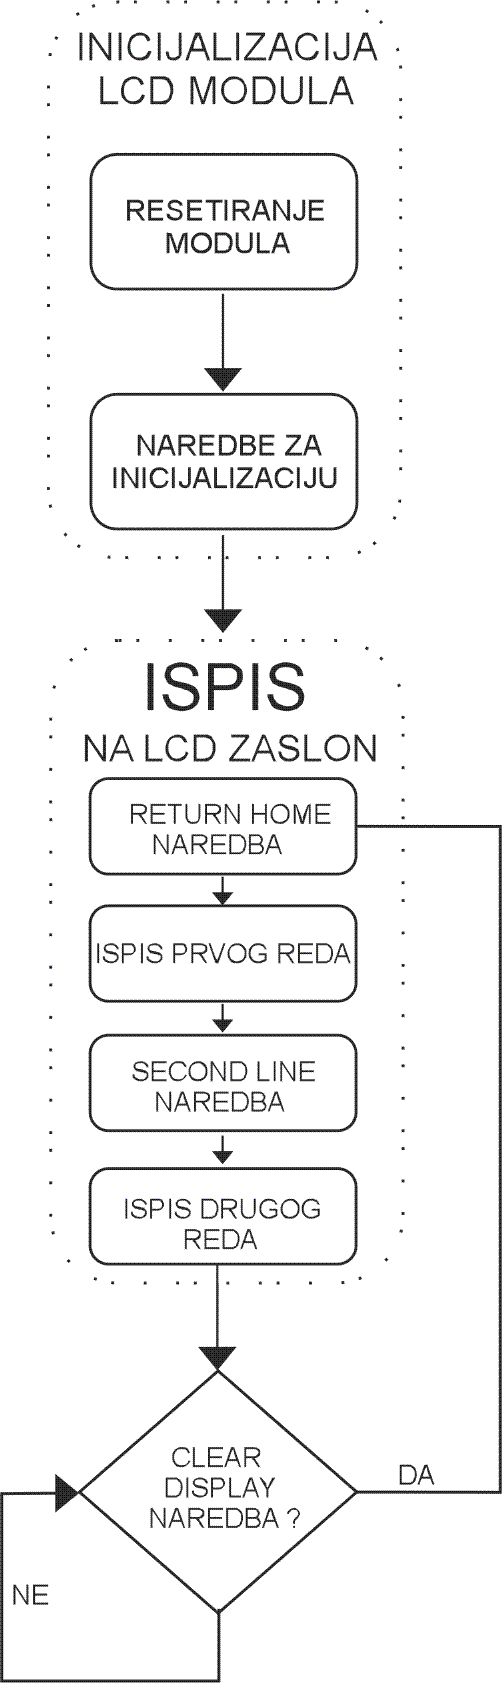 INICIJALIZACIJA
LCD MODULA
RESETIRANJE
MODULA
NAREDBE ZA
INICIJALIZACIJU
ISPIS
NA LCD ZASLON
RETURN HOME
NAREDBA
ISPIS PRVOG REDA
SECOND LINE
NAREDBA
ISPIS DRUGOG
REDA
CLEAR
DISPLAY
NAREDBA ?
DA
NE